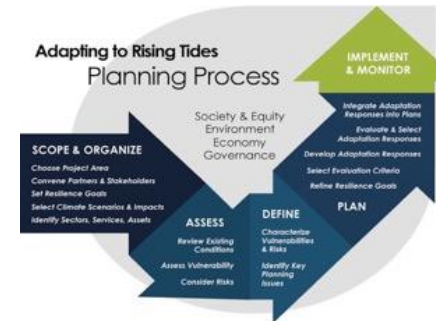 Adapting to Rising Tides
Planning Process
Society & Equity
Environment
Economy
Governance
SCOPE & ORGANIZE
Choose Project Area
Convene Partners & Stakeholders
Set Resilience Goals
Select Climate Scenarios & Impacts
Identify Sectors, Services, Assets
ASSESS
Review Existing
Conditions
Assess Vulnerability
Consider Risks
DEFINE
Characterize
Vulnerabilities
& Risks
Identify Key
Planning
Issues
PLAN
Refine Resilience Goals
Select Evaluation Criteria
Develop Adaptation Responses
Evaluate & Select
Adaptation Responses
Integrate Adaptation
Responses into Plans
IMPLEMENT
& MONITOR